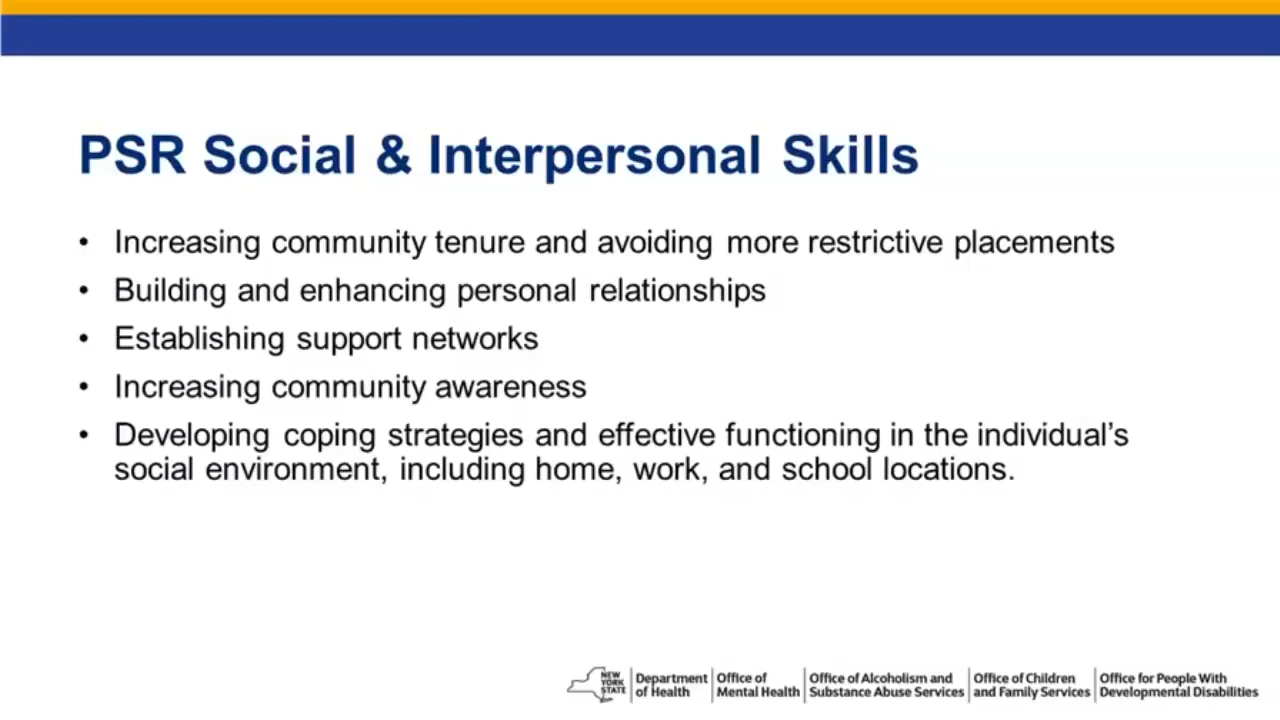 PSR Social & Interpersonal Skills
• Increasing community tenure and avoiding more restrictive placements
• Building and enhancing personal relationships
• Establishing support networks
• Increasing community awareness
• Developing coping strategies and effective functioning in the individual’s
social environment, including home, work, and school locations.
NEW
YORK
STATE
Department
of Health
Office of
Mental Health
Office of Alcoholism and
Substance Abuse Services
Office of Children
and Family Services
Office for People With
Developmental Disabilities